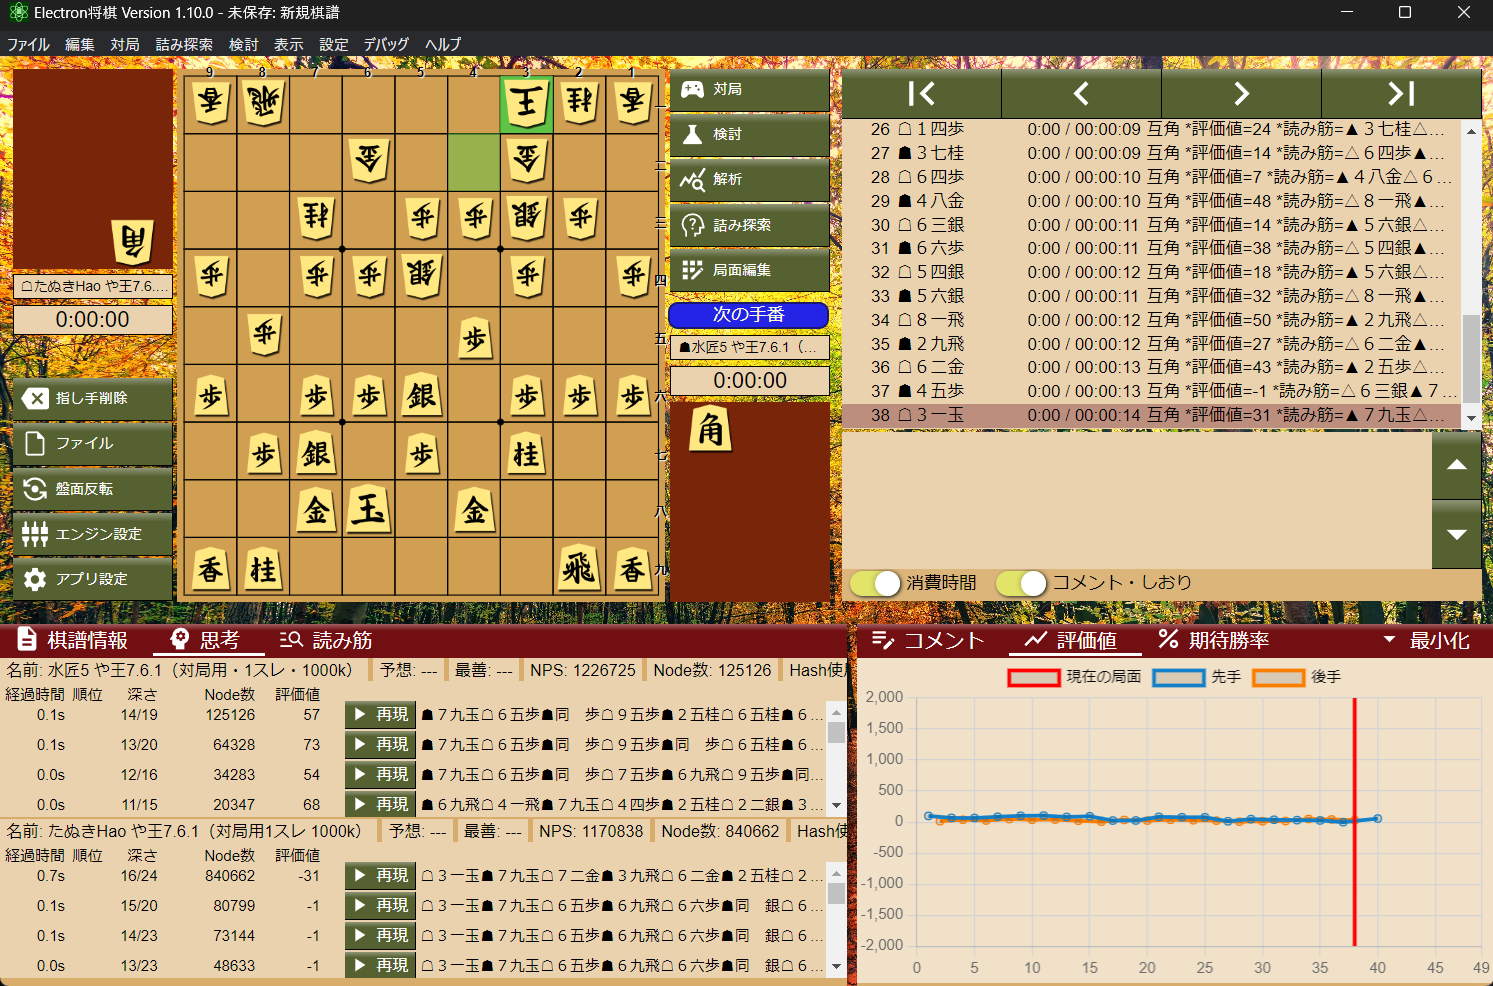 Electron将棋 Version 1.10.0 - 未保存: 新規棋譜
ファイル 編集 対局 詰み探索 検討 表示 設定 デバッグ ヘルプ
角
☖たぬきHao や王7.6....
0:00:00
指し手削除
ファイル
盤面反転
エンジン設定
アプリ設定
9 8 7 6 5 4 3 2 1
香 飛 王 桂 香 一
金 金 二
桂 歩 歩 銀 歩 三
歩 歩 歩 銀 歩 歩 四
歩 歩 五
歩 歩 歩 銀 歩 歩 歩 六
歩 銀 歩 桂 七
金 玉 金 八
香 桂 飛 香 九
対局
検討
解析
詰み探索
局面編集
次の手番
☗水匠5 や王7.6.1（...
0:00:00
角
26 ☖１四歩 0:00 / 00:00:09 互角 *評価値=24 *読み筋=▲３七桂△...
27 ☗３七桂 0:00 / 00:00:09 互角 *評価値=14 *読み筋=△６四歩▲...
28 ☖６四歩 0:00 / 00:00:10 互角 *評価値=7 *読み筋=▲４八金△６...
29 ☗４八金 0:00 / 00:00:10 互角 *評価値=48 *読み筋=△８一飛▲...
30 ☖６三銀 0:00 / 00:00:11 互角 *評価値=14 *読み筋=▲５六銀△...
31 ☗６六歩 0:00 / 00:00:11 互角 *評価値=38 *読み筋=△５四銀▲...
32 ☖５四銀 0:00 / 00:00:12 互角 *評価値=18 *読み筋=▲５六銀△...
33 ☗５六銀 0:00 / 00:00:11 互角 *評価値=32 *読み筋=△８一飛▲...
34 ☖８一飛 0:00 / 00:00:12 互角 *評価値=50 *読み筋=▲２九飛△...
35 ☗２九飛 0:00 / 00:00:12 互角 *評価値=27 *読み筋=△６二金▲...
36 ☖６二金 0:00 / 00:00:13 互角 *評価値=43 *読み筋=▲２五歩△...
37 ☗４五歩 0:00 / 00:00:13 互角 *評価値=-1 *読み筋=△６三銀▲７...
38 ☖３一玉 0:00 / 00:00:14 互角 *評価値=31 *読み筋=▲７九玉△...
消費時間 コメント・しおり
棋譜情報 思考 読み筋
名前: 水匠5 や王7.6.1（対局用・1スレ・1000k） 予想: --- 最善: --- NPS: 1226725 Node数: 125126 Hash使用
経過時間 順位 深さ Node数 評価値
0.1s 14/19 125126 57 再現 ☗７九玉☖６五歩☗同　歩☖９五歩☗２五桂☖６五桂☗６...
0.1s 13/20 64328 73 再現 ☗７九玉☖６五歩☗同　歩☖９五歩☗同　歩☖６五桂☗６...
0.0s 12/16 34283 54 再現 ☗７九玉☖６五歩☗同　歩☖７五歩☗６九飛☖９五歩☗同...
0.0s 11/15 20347 68 再現 ☗６九飛☖４一飛☗７九玉☖４四歩☗２五桂☖２二銀☗３...
名前: たぬきHao や王7.6.1（対局用1スレ 1000k） 予想: --- 最善: --- NPS: 1170838 Node数: 840662 Hash使
経過時間 順位 深さ Node数 評価値
0.7s 16/24 840662 -31 再現 ☖３一玉☗７九玉☖７二金☗３九飛☖６二金☗２五桂☖２...
0.1s 15/20 80799 -1 再現 ☖３一玉☗７九玉☖６五歩☗６九飛☖６六歩☗同　銀☖６...
0.1s 14/23 73144 -1 再現 ☖３一玉☗７九玉☖６五歩☗６九飛☖６六歩☗同　銀☖６...
0.0s 13/23 48633 -1 再現 ☖３一玉☗７九玉☖６五歩☗６九飛☖６六歩☗同　銀☖６...
コメント 評価値 期待勝率 最小化
現在の局面 先手 後手
2,000
1,500
1,000
500
0
-500
-1,000
-1,500
-2,000
0 5 10 15 20 25 30 35 40 45 49